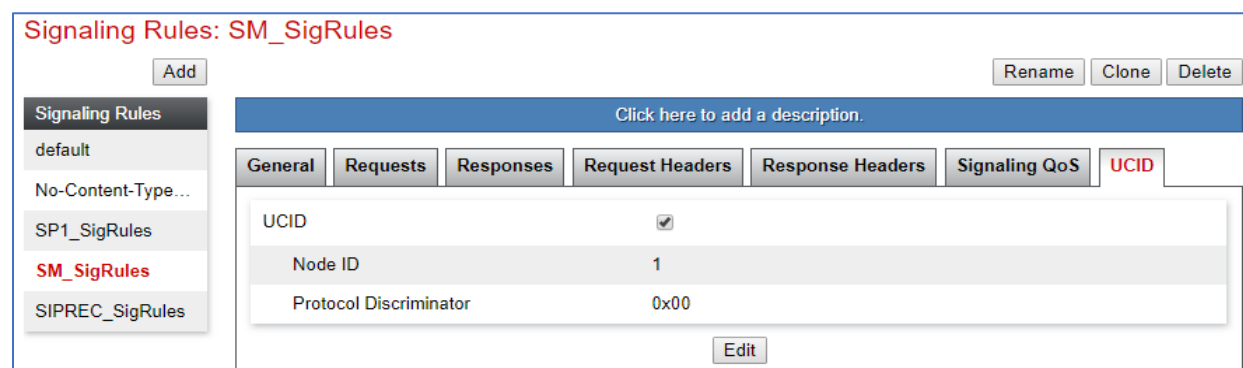 Signaling Rules: SM_SigRules
Add
Rename Clone Delete
Signaling Rules
default
No-Content-Type...
SP1_SigRules
SM_SigRules
SIPREC_SigRules
Click here to add a description.
General Requests Responses Request Headers Response Headers Signaling QoS UCID
UCID
Node ID 1
Protocol Discriminator 0x00
Edit